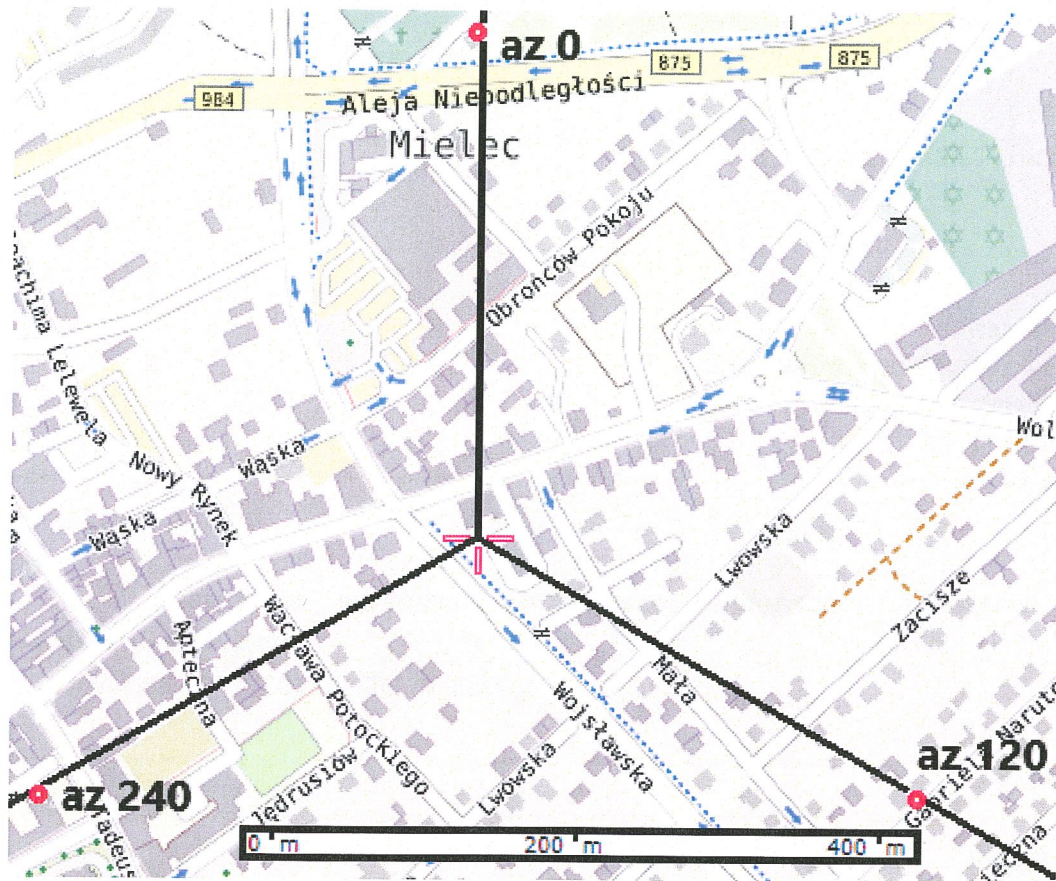 az 0
875
875
984
Aleja Niepodległości
Mielec
Obrońców Pokoju
Joachima Lelewela
Nowy Rynek
Wąska
Wąska
Wol
Lwowska
Zacisze
Apteczna
Wacława Potockiego
Mała
Wojsławska
Lwowska
Jędrusiów
az 120
az 240
Gabriela Naruto
0 m
200 m
400 m